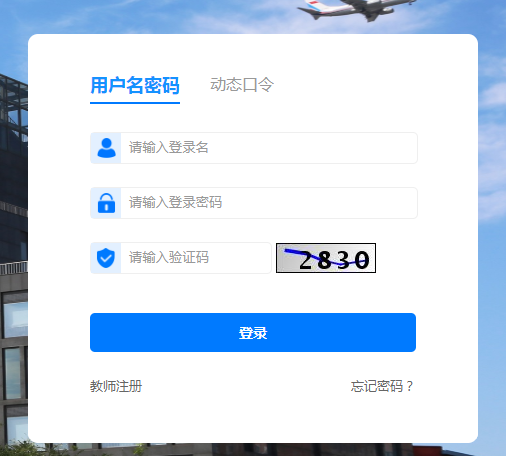 用户名密码 动态口令
请输入登录名
请输入登录密码
请输入验证码 2830
登录
教师注册 忘记密码？